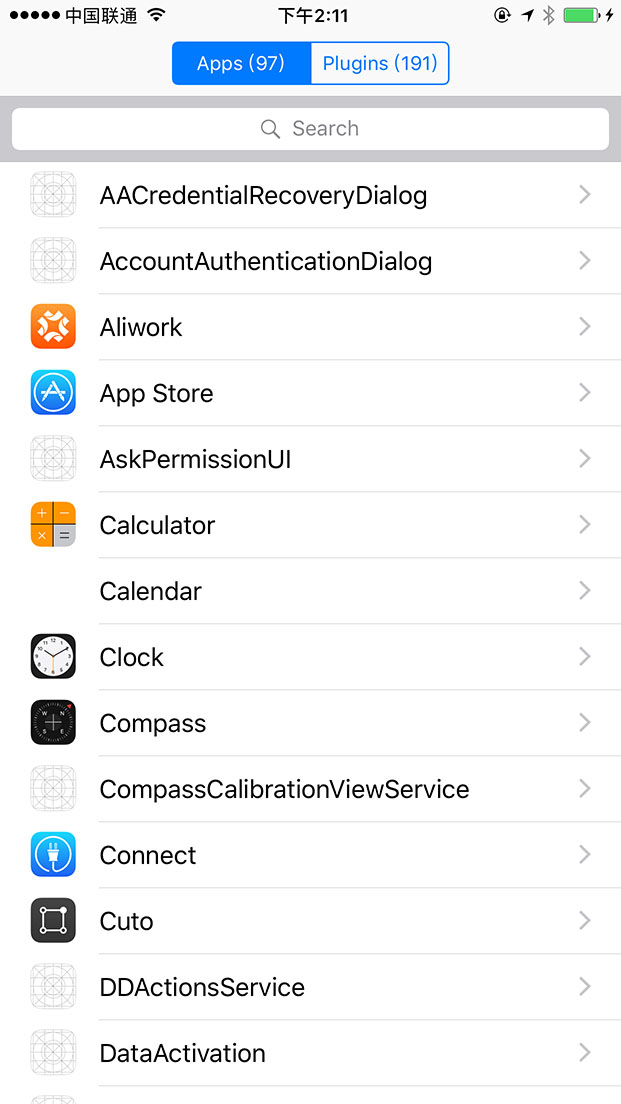 中国联通 下午2:11
Apps (97) Plugins (191)
Search
AACredentialRecoveryDialog
AccountAuthenticationDialog
Aliwork
App Store
AskPermissionUI
Calculator
Calendar
Clock
Compass
CompassCalibrationViewService
Connect
Cuto
DDActionsService
DataActivation